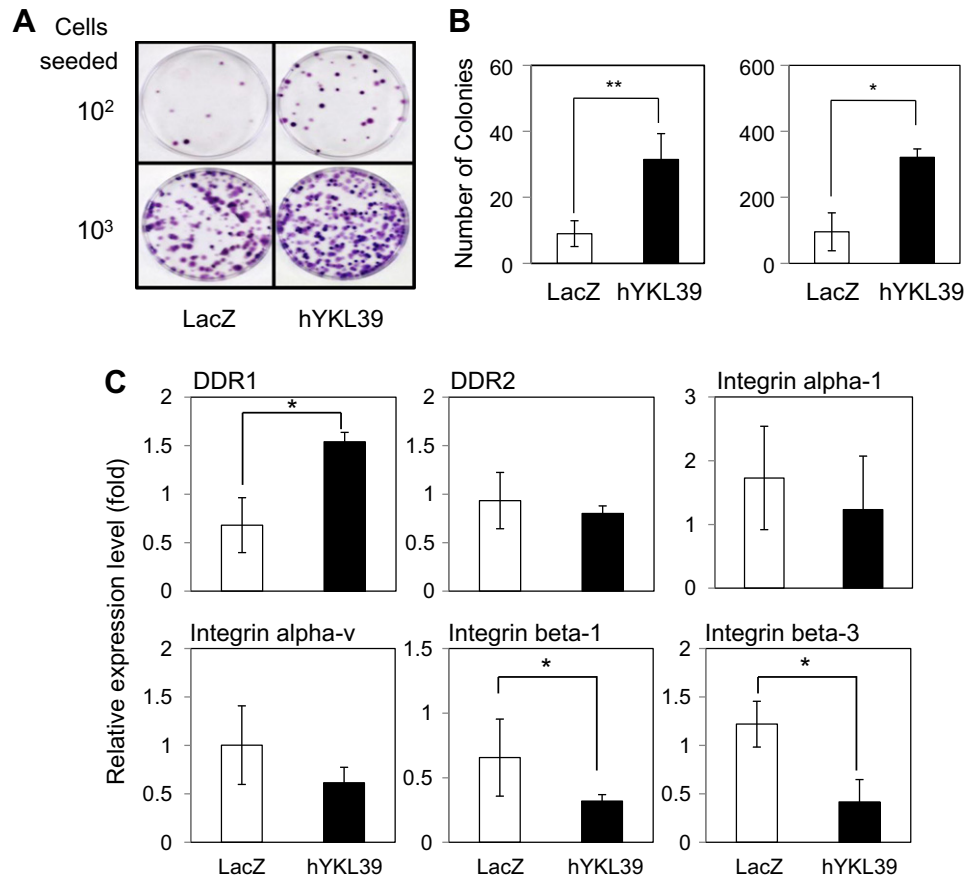 A
Cells
seeded
10²
10³
LacZ
hYKL39
B
Number of Colonies
60
40
20
0
**
LacZ
hYKL39
600
400
200
0
*
LacZ
hYKL39
C
Relative expression level (fold)
DDR1
2
1.5
1
0.5
0
*
DDR2
2
1.5
1
0.5
0
Integrin alpha-1
3
2
1
0
Integrin alpha-v
2
1.5
1
0.5
0
LacZ
hYKL39
Integrin beta-1
1.5
1
0.5
0
*
LacZ
hYKL39
Integrin beta-3
2
1.5
1
0.5
0
*
LacZ
hYKL39